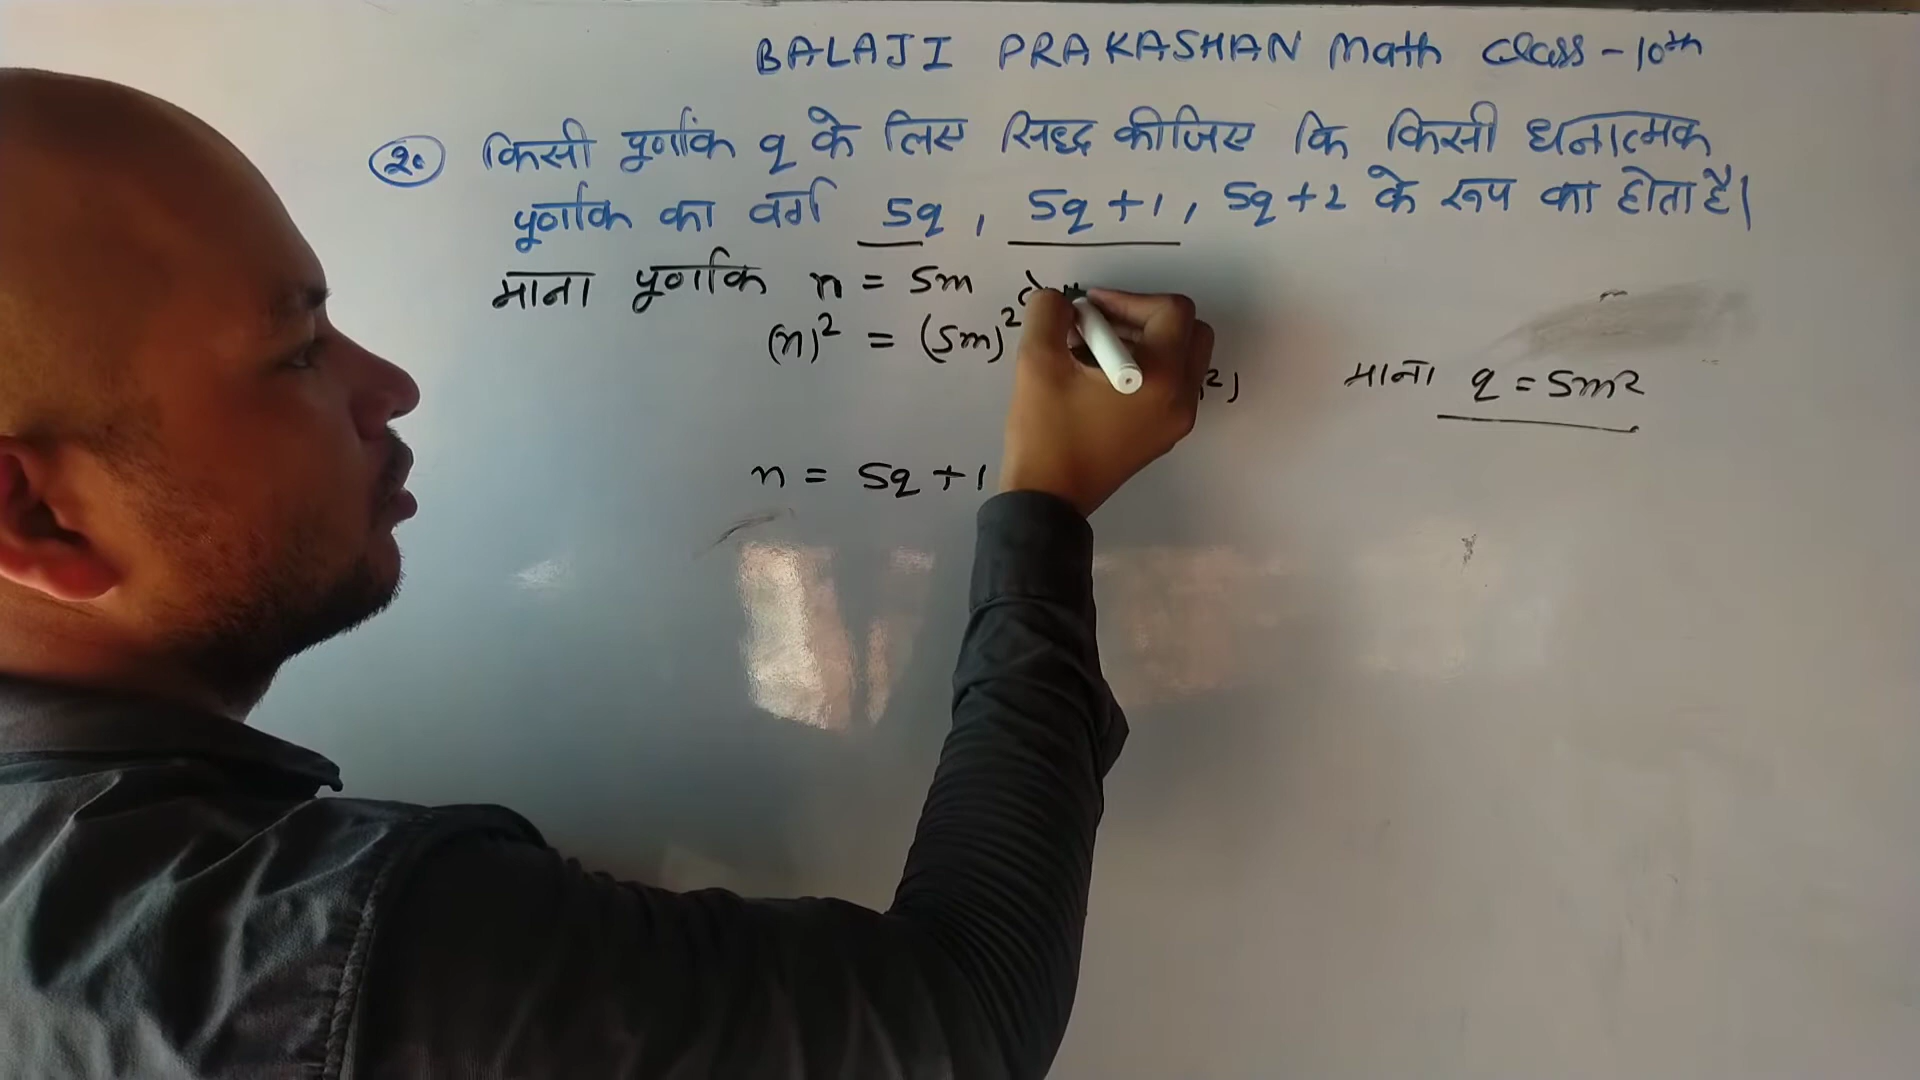 BALAJI PRAKASHAN Math Class-10th
2. किसी पूर्णांक q के लिए सिद्ध कीजिए कि किसी धनात्मक
पूर्णांक का वर्ग 5q, 5q+1, 5q+2 के रूप का होता है।
माना पूर्णांक n = 5m
(n)² = (5m)²
माना q = 5m²
n = 5q+1